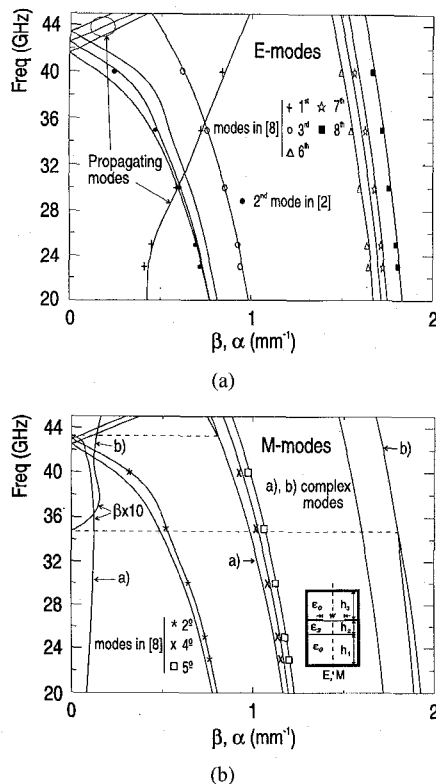 Freq (GHz)
44
40
36
32
28
24
20
E-modes
modes in [8]
+ 1st
☆ 7th
○ 3rd
■ 8th
△ 6th
Propagating
modes
• 2nd mode in [2]
0
1
2
β, α (mm⁻¹)
(a)
Freq (GHz)
44
40
36
32
28
24
20
M-modes
b)
b)
a), b) complex
modes
βx10
a)
a)
modes in [8]
* 2º
x 4º
□ 5º
ε₀
w
h₃
h₂
ε₀
h₁
E, M
0
1
2
β, α (mm⁻¹)
(b)